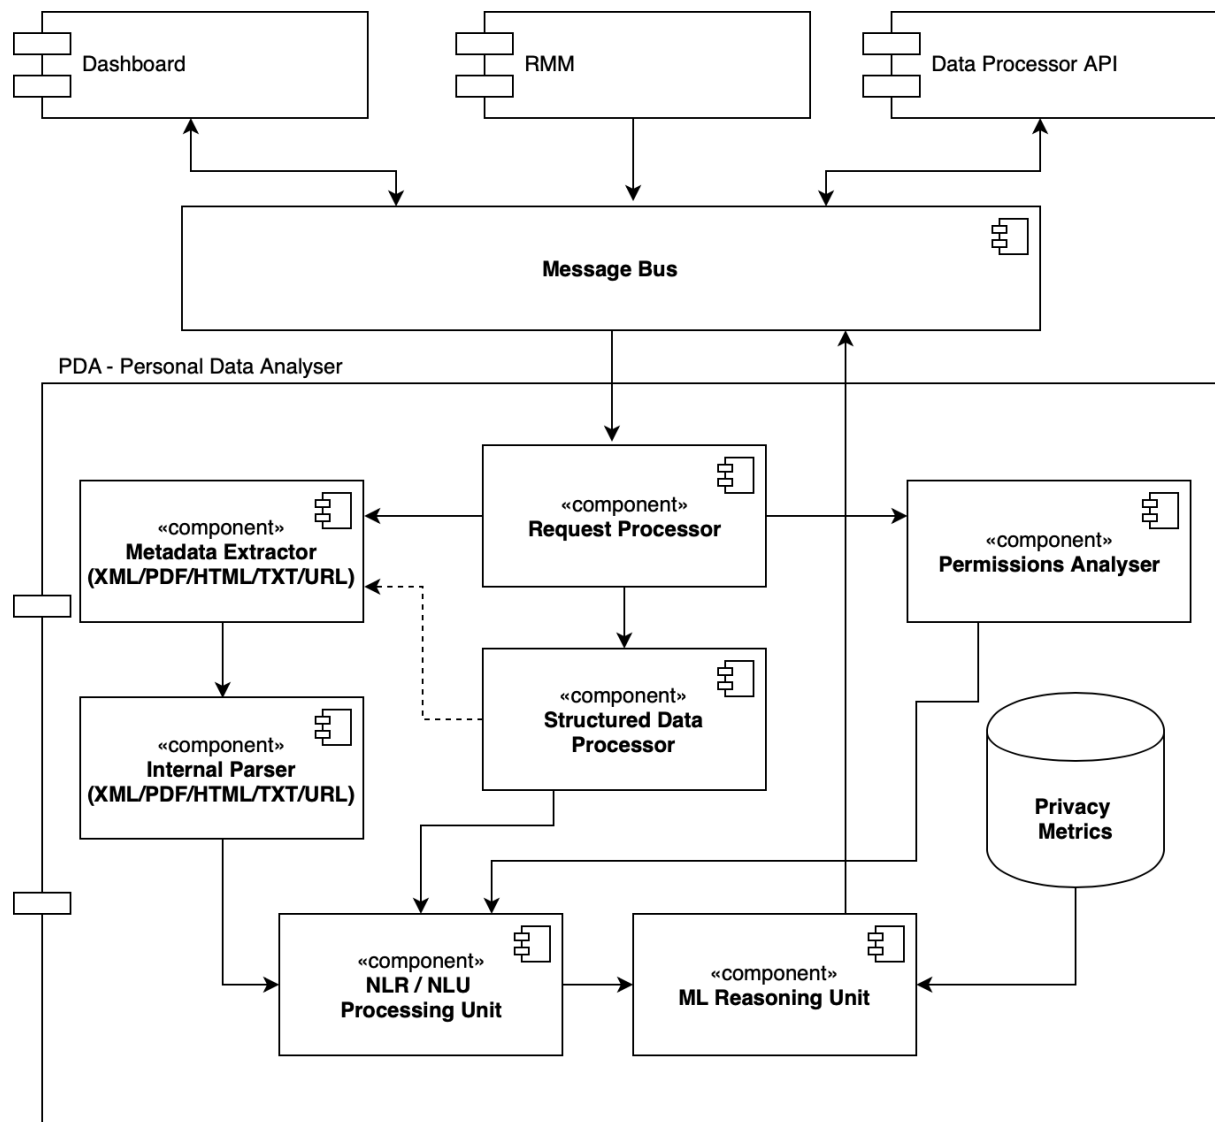 Dashboard
RMM
Data Processor API
Message Bus
PDA - Personal Data Analyser
«component»
Request Processor
«component»
Metadata Extractor
(XML/PDF/HTML/TXT/URL)
«component»
Permissions Analyser
«component»
Structured Data
Processor
«component»
Internal Parser
(XML/PDF/HTML/TXT/URL)
Privacy
Metrics
«component»
NLR / NLU
Processing Unit
«component»
ML Reasoning Unit